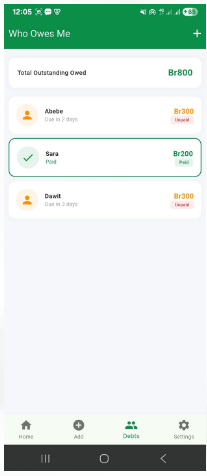 12:05
Who Owes Me
+
Total Outstanding Owed
Br800
Abebe
Br300
Due in 2 days
Unpaid
Sara
Br200
Paid
Paid
Dawit
Br300
Due in 3 days
Unpaid
Home
Add
Debts
Settings